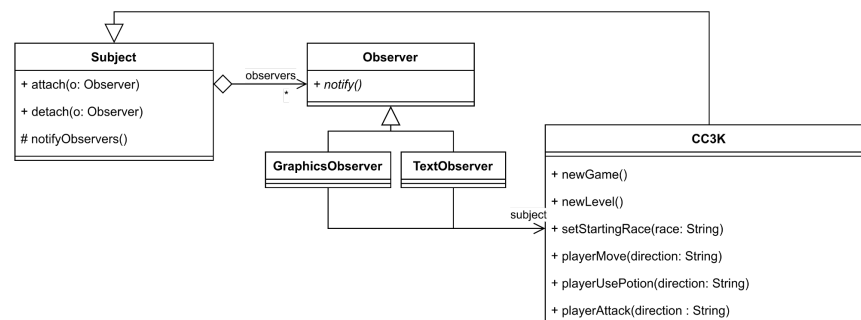 Subject
+ attach(o: Observer)
+ detach(o: Observer)
# notifyObservers()
observers
*
Observer
+ notify()
GraphicsObserver
TextObserver
subject
CC3K
+ newGame()
+ newLevel()
+ setStartingRace(race: String)
+ playerMove(direction: String)
+ playerUsePotion(direction: String)
+ playerAttack(direction : String)